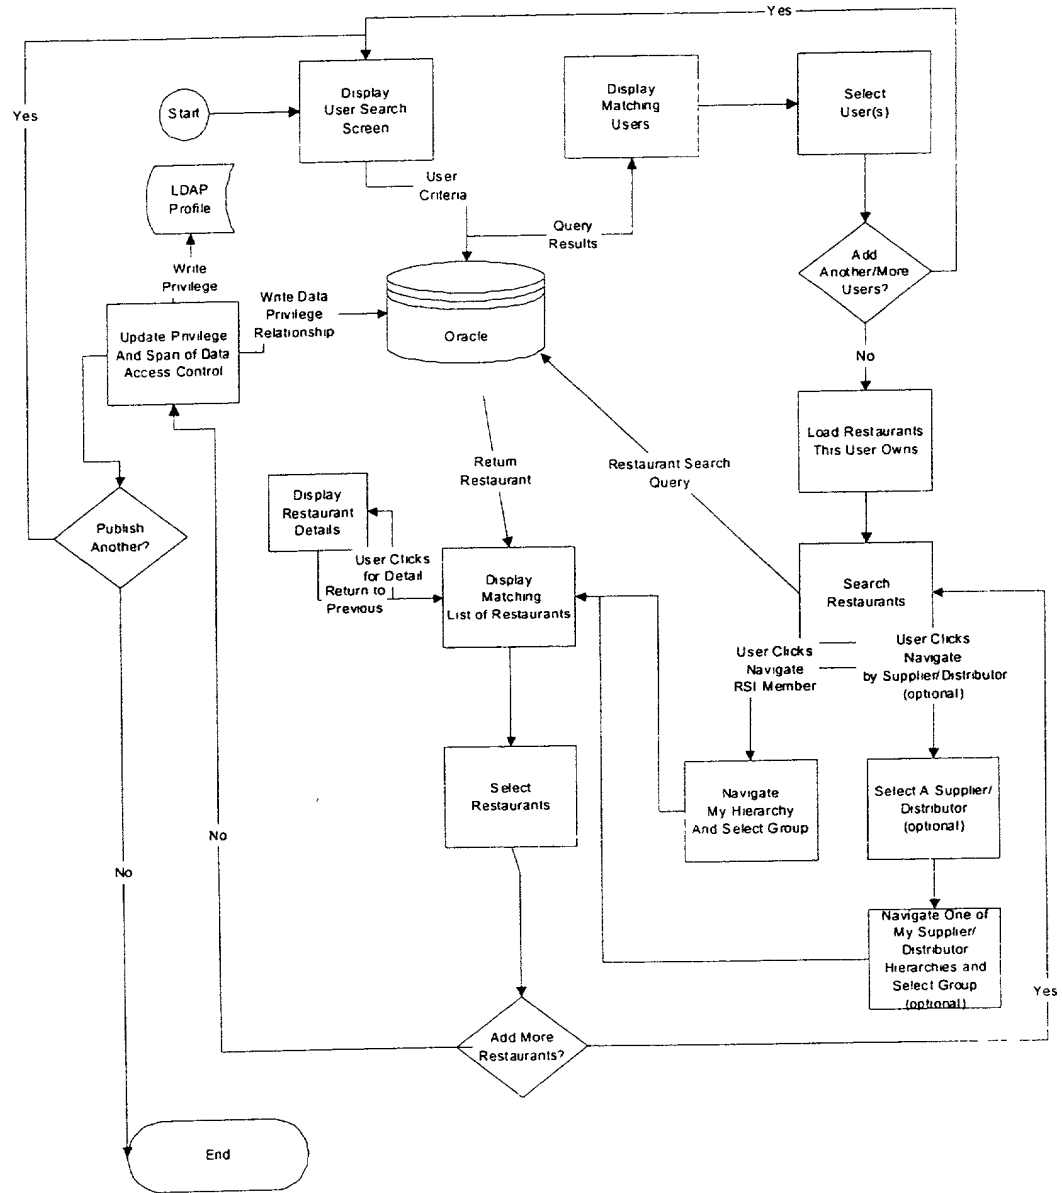 Yes
Yes
Start
Display
User Search
Screen
Display
Matching
Users
Select
User(s)
LDAP
Profile
User
Criteria
Query
Results
Add
Another/More
Users?
Write
Privilege
Write Data
Privilege
Relationship
Update Privilege
And Span of Data
Access Control
Oracle
No
Load Restaurants
This User Owns
Return
Restaurant
Restaurant Search
Query
Display
Restaurant
Details
Publish
Another?
User Clicks
for Detail
Return to
Previous
Display
Matching
List of Restaurants
Search
Restaurants
User Clicks
Navigate
RSI Member
User Clicks
Navigate
by Supplier/Distributor
(optional)
Select
Restaurants
Navigate
My Hierarchy
And Select Group
Select A Supplier/
Distributor
(optional)
No
No
Navigate One of
My Supplier/
Distributor
Hierarchies and
Select Group
(optional)
Yes
Add More
Restaurants?
End